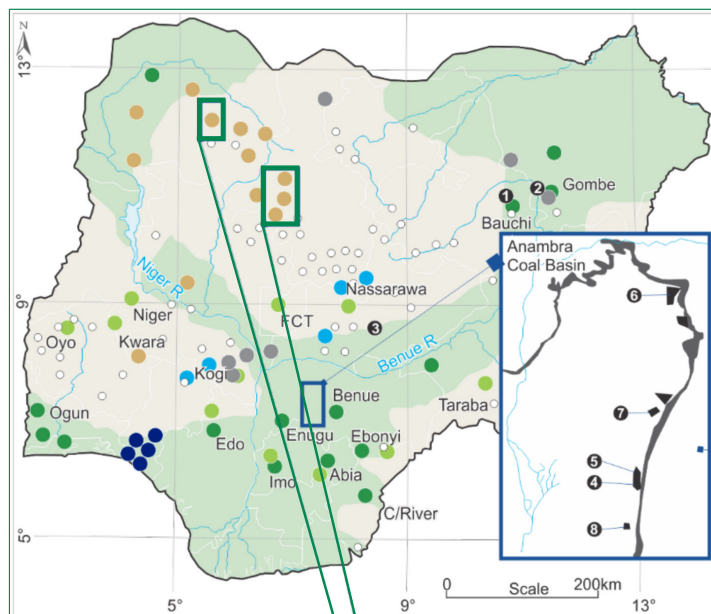 N
13°
1
2
Gombe
Bauchi
Anambra
Coal Basin
6
Niger R
Nassarawa
9°
Niger
FCT
3
Oyo
Kwara
Benue R
Kogi
7
Benue
Taraba
Ogun
Enugu
Edo
Ebonyi
5
Imo
Abia
4
C/River
8
5°
5°
9°
0
Scale
200km
13°